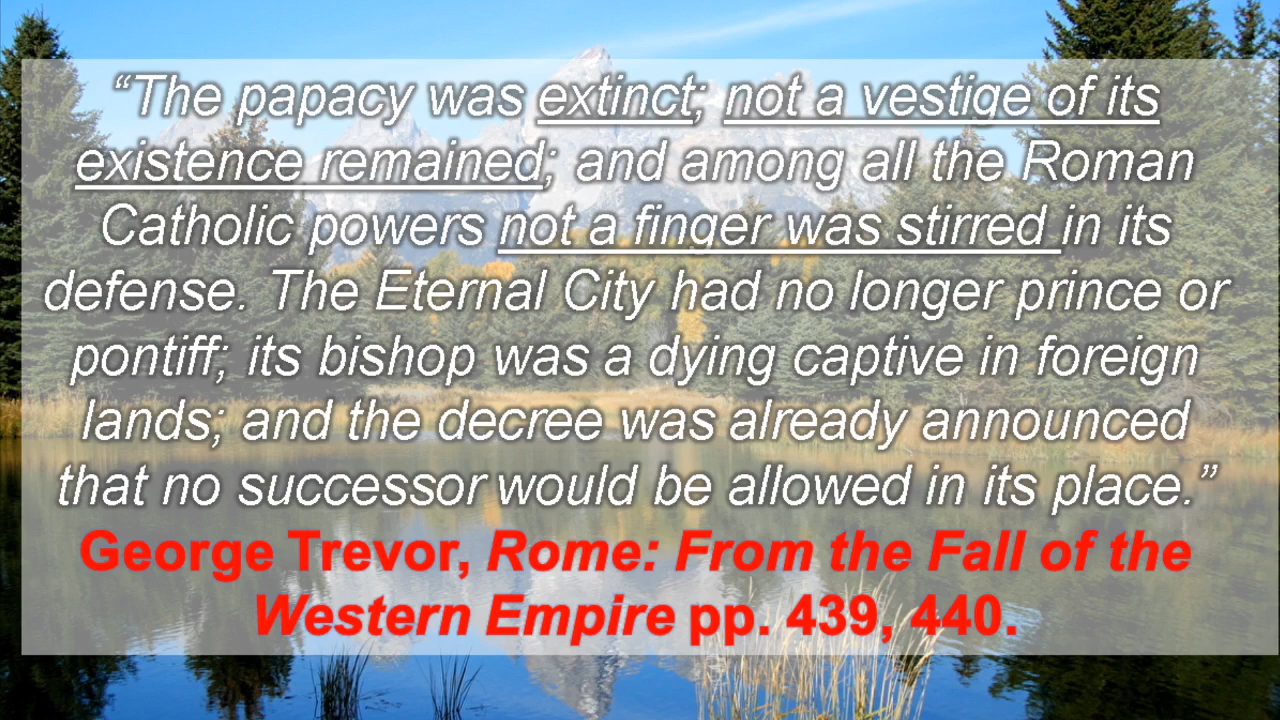 “The papacy was extinct; not a vestige of its
existence remained; and among all the Roman
Catholic powers not a finger was stirred in its
defense. The Eternal City had no longer prince or
pontiff; its bishop was a dying captive in foreign
lands; and the decree was already announced
that no successor would be allowed in its place.”
George Trevor, Rome: From the Fall of the
Western Empire pp. 439, 440.